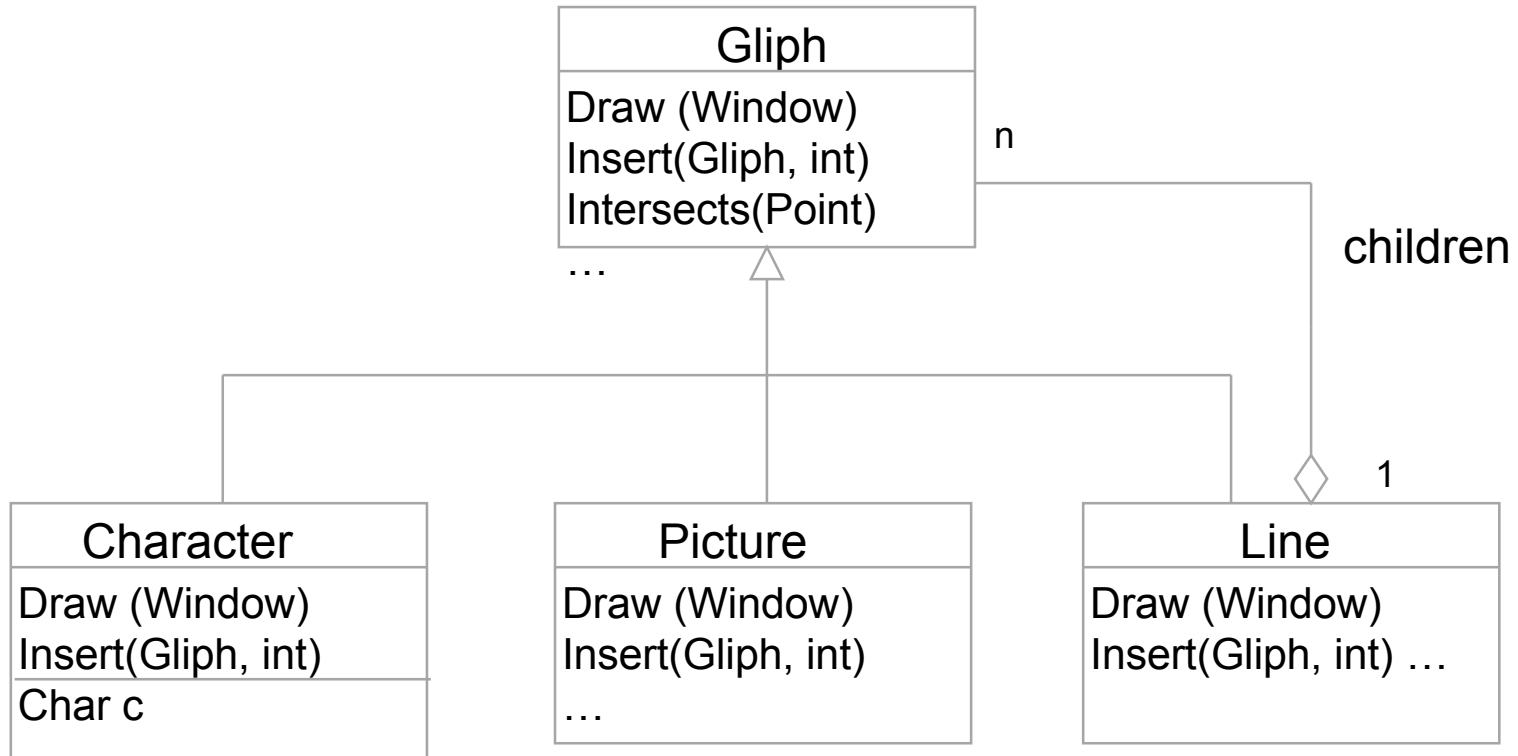 Gliph
Draw (Window)
Insert(Gliph, int)
Intersects(Point)
…
n
children
1
Character
Draw (Window)
Insert(Gliph, int)
Char c
Picture
Draw (Window)
Insert(Gliph, int)
…
Line
Draw (Window)
Insert(Gliph, int) …